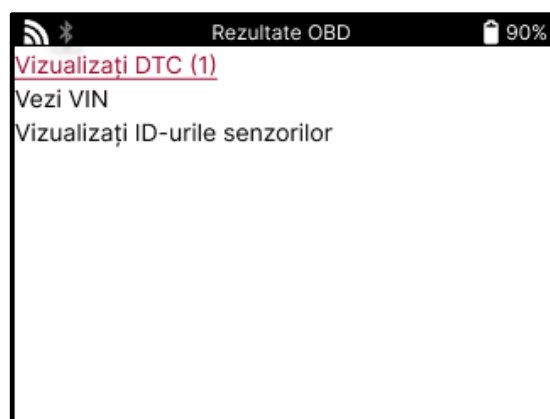 Rezultate OBD 90%
Vizualizați DTC (1)
Vezi VIN
Vizualizați ID-urile senzorilor